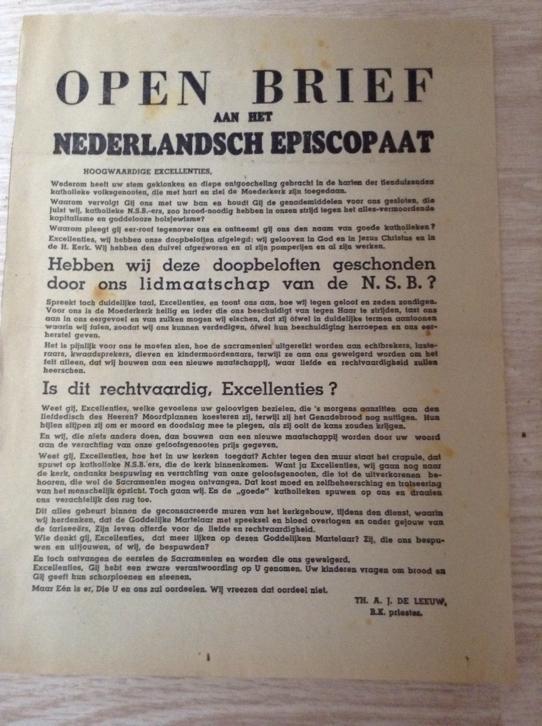 OPEN BRIEF
AAN HET
NEDERLANDSCH EPISCOPAAT
HOOGWAARDIGE EXCELLENTIES,
Wederom heeft uw stem geklonken en diepe ontgoocheling gebracht in de harten der tienduizenden
katholieke volksgenooten, die met hart en ziel de Moederkerk zijn toegedaan.
Waarom vervolgt Gij ons met uw ban en houdt Gij de genademiddelen voor ons gesloten, die
juist wij, katholieke N.S.B.-ers, zoo brood-noodig hebben in onzen strijd tegen het alles-vermoordende
kapitalisme en goddelooze bolsjewisme?
Waarom pleegt gij eer-roof tegenover ons en ontneemt gij ons den naam van goede katholieken?
Excellenties, wij hebben onze doopbeloften afgelegd: wij gelooven in God en in Jezus Christus en in
de H. Kerk. Wij hebben den duivel afgezworen en al zijn pomperijen en al zijn werken.
Hebben wij deze doopbeloften geschonden
door ons lidmaatschap van de N. S. B. ?
Spreekt toch duidelijke taal, Excellenties, en toont ons aan, hoe wij tegen geloof en zeden zondigen.
Voor ons is de Moederkerk heilig en ieder die ons beschuldigt van tegen Haar te strijden, tast ons
aan in ons eergevoel en van zulken mogen wij eischen, dat zij òfwel in duidelijke termen aantoonen
waarin wij falen, zoodat wij ons kunnen verdedigen, òfwel hun beschuldiging herroepen en ons eer-
herstel geven.
Het is pijnlijk voor ons te moeten zien, hoe de sacramenten uitgereikt worden aan echtbrekers, laste-
raars, kwaadsprekers, dieven en kindermoordenaars, terwijl ze aan ons geweigerd worden om het
feit alleen, dat wij bouwen aan een nieuwe maatschappij, waar liefde en rechtvaardigheid zullen
heerschen.
Is dit rechtvaardig, Excellenties ?
Weet gij, Excellenties, welke gevoelens uw geloovigen bezielen, die 's morgens aanzitten aan den
liefdedisch des Heeren? Moordplannen koesteren zij, terwijl zij het Genadebrood nog nuttigen. Hun
bijlen slijpen zij om er moord en doodslag mee te plegen, als zij ooit de kans zouden krijgen.
En wij, die niets anders doen, dan bouwen aan een nieuwe maatschappij worden door uw woord
aan de verachting van onze geloofsgenooten prijs gegeven.
Weet gij, Excellenties, hoe het in uw kerken toegaat? Achter tegen den muur staat het crapule, dat
spuwt op katholieke N.S.B.ers, die de kerk binnenkomen. Want ja Excellenties, wij gaan nog naar
de kerk, ondanks bespuwing en verachting van onze geloofsgenooten, die tot de uitverkorenen be-
hooren, die wel de Sacramenten mogen ontvangen. Dat kost moed en zelfbeheersching en trotseering
van het menschelijk opzicht. Toch gaan wij. En de „goede" katholieken spuwen op ons en draaien
ons verachtelijk den rug toe.
Dit alles gebeurt binnen de geconsacreerde muren van het kerkgebouw, tijdens den dienst, waarin
wij herdenken, dat de Goddelijke Martelaar met speeksel en bloed overtogen en onder gejouw van
de fariseeërs, Zijn leven offerde voor de liefde en rechtvaardigheid.
Wie denkt gij, Excellenties, dat meer lijken op dezen Goddelijken Martelaar? Zij, die ons bespu-
wen en uitjouwen, of wij, de bespuwden?
En toch ontvangen de eersten de Sacramenten en worden die ons geweigerd.
Excellenties, Gij hebt een zware verantwoording op U genomen. Uw kinderen vragen om brood en
Gij geeft hun schorpioenen en steenen.
Maar Eén is er, Die U en ons zal oordeelen. Wij vreezen dat oordeel niet.
TH. A. J. DE LEEUW,
R.K. priester.